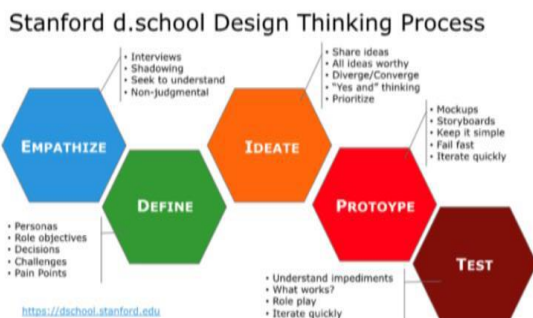 Stanford d.school Design Thinking Process
• Interviews
• Shadowing
• Seek to understand
• Non-judgmental
EMPATHIZE
• Personas
• Role objectives
• Decisions
• Challenges
• Pain Points
DEFINE
• Share ideas
• All ideas worthy
• Diverge/Converge
• "Yes and" thinking
• Prioritize
IDEATE
• Mockups
• Storyboards
• Keep it simple
• Fail fast
• Iterate quickly
PROTOYPE
• Understand impediments
• What works?
• Role play
• Iterate quickly
TEST
https://dschool.stanford.edu